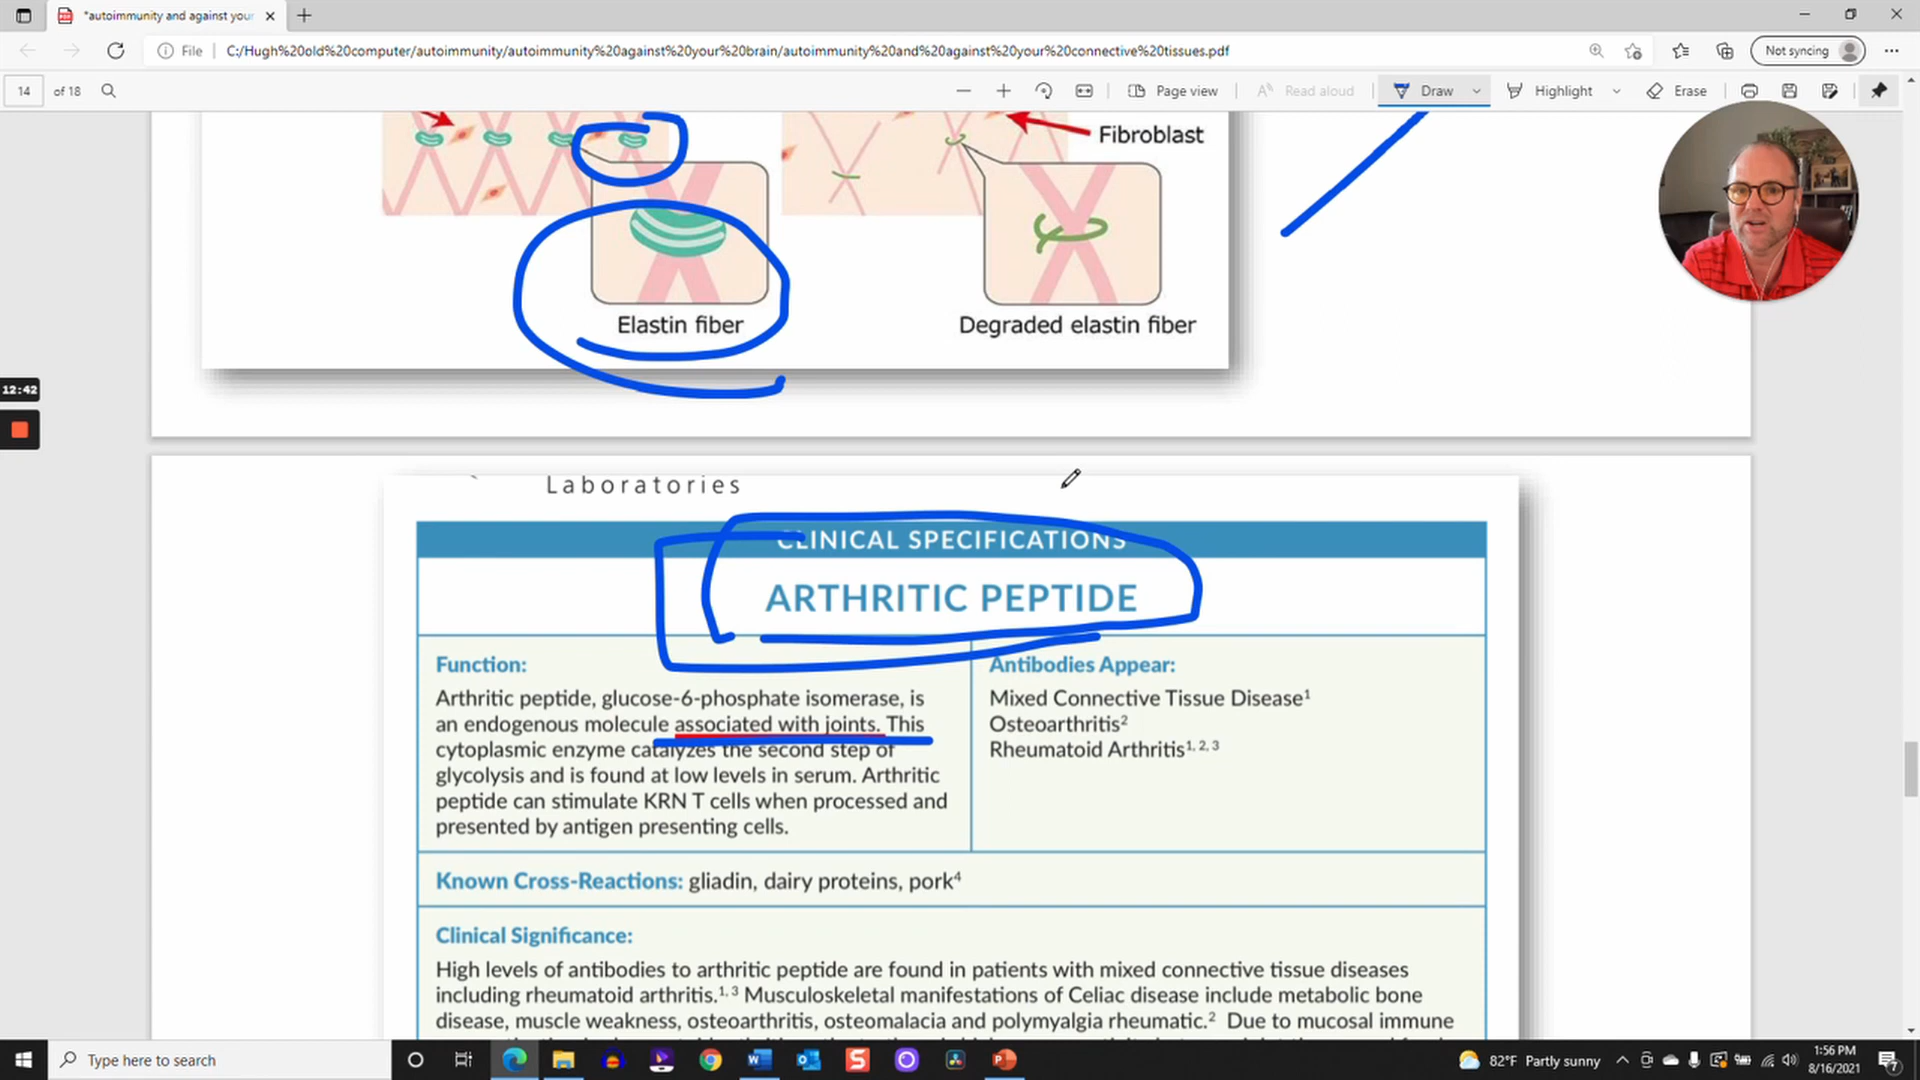 *autoimmunity and against your
File
C:/Hugh%20old%20computer/autoimmunity/autoimmunity%20against%20your%20brain/autoimmunity%20and%20against%20your%20connective%20tissues.pdf
Not syncing
14 of 18
Page view
Read aloud
Draw
Highlight
Erase
Fibroblast
Elastin fiber
Degraded elastin fiber
12:42
Laboratories
CLINICAL SPECIFICATIONS
ARTHRITIC PEPTIDE
Function:
Arthritic peptide, glucose-6-phosphate isomerase, is
an endogenous molecule associated with joints. This
cytoplasmic enzyme catalyzes the second step of
glycolysis and is found at low levels in serum. Arthritic
peptide can stimulate KRN T cells when processed and
presented by antigen presenting cells.
Antibodies Appear:
Mixed Connective Tissue Disease¹
Osteoarthritis²
Rheumatoid Arthritis¹˒ ²˒ ³
Known Cross-Reactions: gliadin, dairy proteins, pork⁴
Clinical Significance:
High levels of antibodies to arthritic peptide are found in patients with mixed connective tissue diseases
including rheumatoid arthritis.¹˒ ³ Musculoskeletal manifestations of Celiac disease include metabolic bone
disease, muscle weakness, osteoarthritis, osteomalacia and polymyalgia rheumatic.² Due to mucosal immune
Type here to search
82°F Partly sunny
1:56 PM
8/16/2021